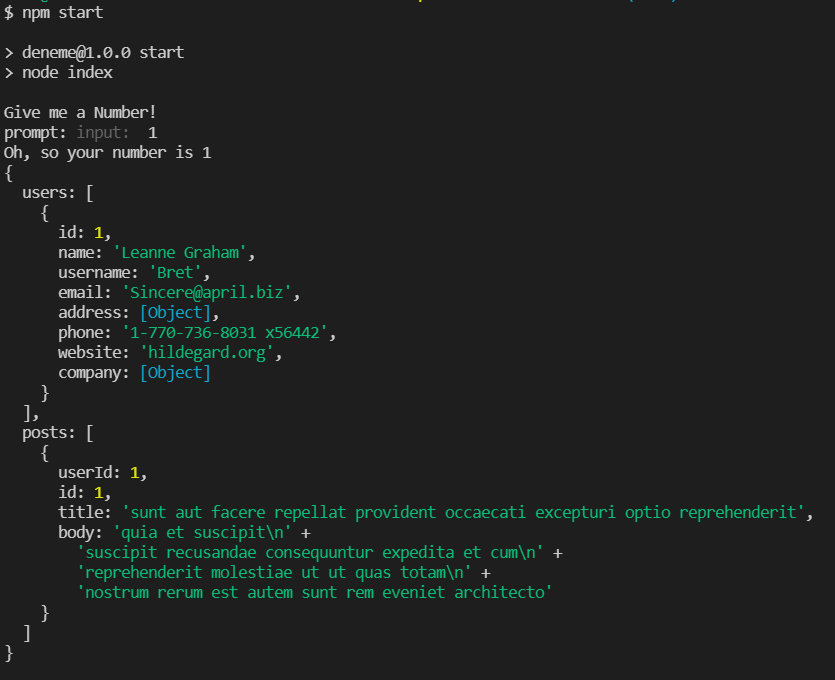 $ npm start

> deneme@1.0.0 start
> node index

Give me a Number!
prompt: input:  1
Oh, so your number is 1
{
  users: [
    {
      id: 1,
      name: 'Leanne Graham',
      username: 'Bret',
      email: 'Sincere@april.biz',
      address: [Object],
      phone: '1-770-736-8031 x56442',
      website: 'hildegard.org',
      company: [Object]
    }
  ],
  posts: [
    {
      userId: 1,
      id: 1,
      title: 'sunt aut facere repellat provident occaecati excepturi optio reprehenderit',
      body: 'quia et suscipit\n' +
        'suscipit recusandae consequuntur expedita et cum\n' +
        'reprehenderit molestiae ut ut quas totam\n' +
        'nostrum rerum est autem sunt rem eveniet architecto'
    }
  ]
}